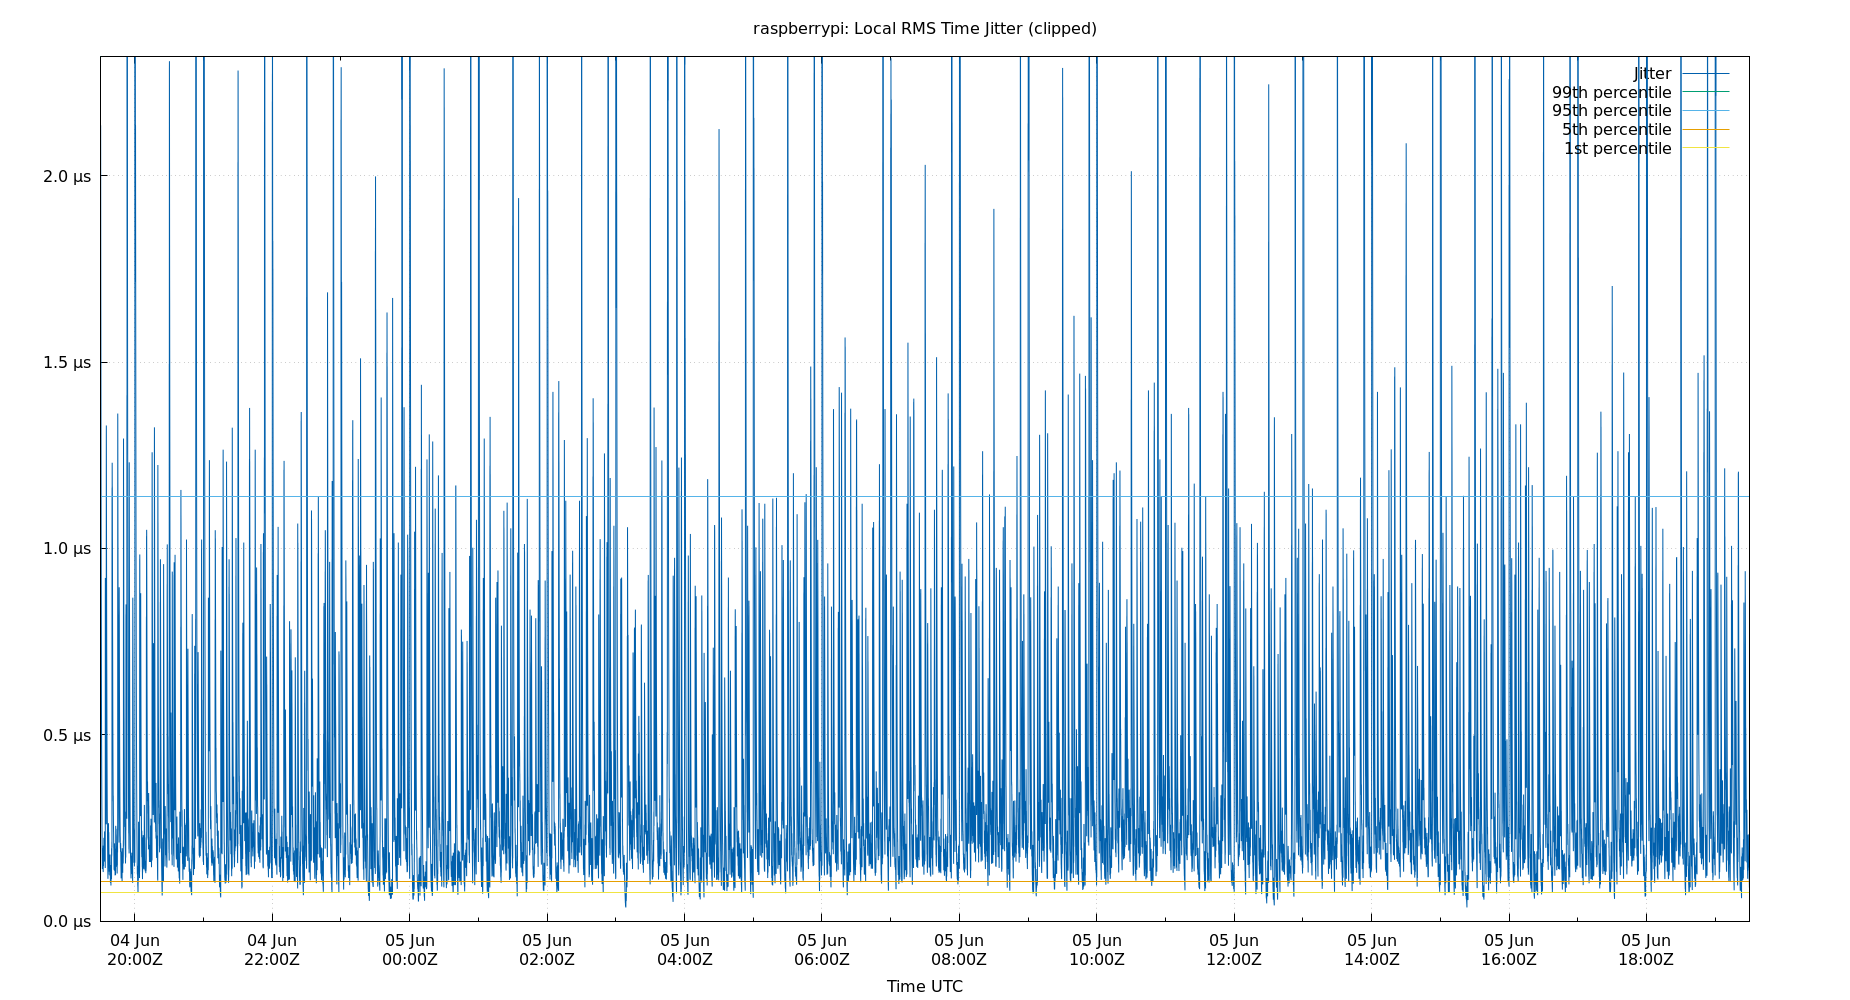 raspberrypi: Local RMS Time Jitter (clipped)
Jitter
99th percentile
95th percentile
5th percentile
1st percentile
2.0 µs
1.5 µs
1.0 µs
0.5 µs
0.0 µs
04 Jun 04 Jun 05 Jun 05 Jun 05 Jun 05 Jun 05 Jun 05 Jun 05 Jun 05 Jun 05 Jun 05 Jun
20:00Z 22:00Z 00:00Z 02:00Z 04:00Z 06:00Z 08:00Z 10:00Z 12:00Z 14:00Z 16:00Z 18:00Z
Time UTC